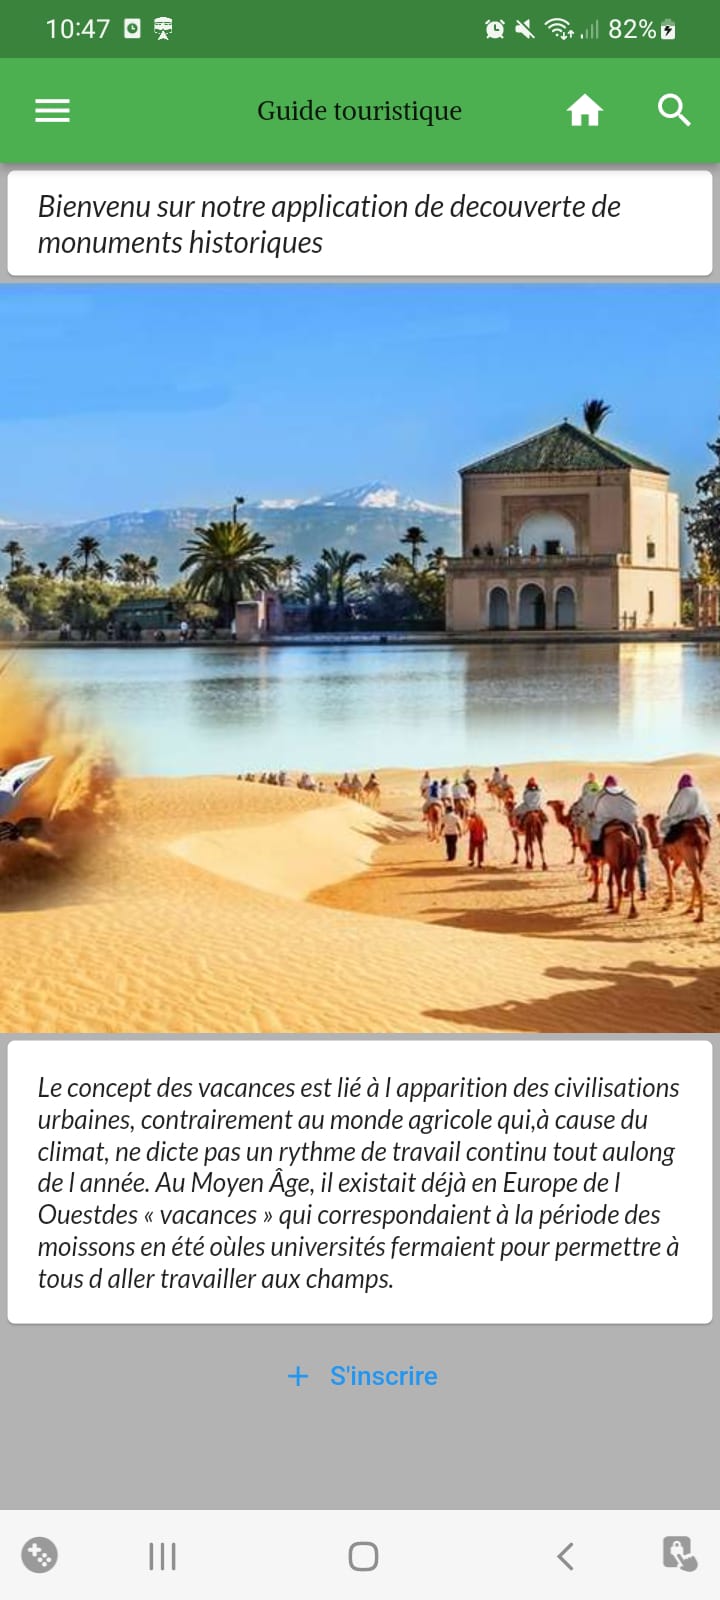 10:47
82%
Guide touristique
Bienvenu sur notre application de decouverte de
monuments historiques
Le concept des vacances est lié à l apparition des civilisations
urbaines, contrairement au monde agricole qui,à cause du
climat, ne dicte pas un rythme de travail continu tout aulong
de l année. Au Moyen Âge, il existait déjà en Europe de l
Ouestdes « vacances » qui correspondaient à la période des
moissons en été oùles universités fermaient pour permettre à
tous d aller travailler aux champs.
+ S'inscrire